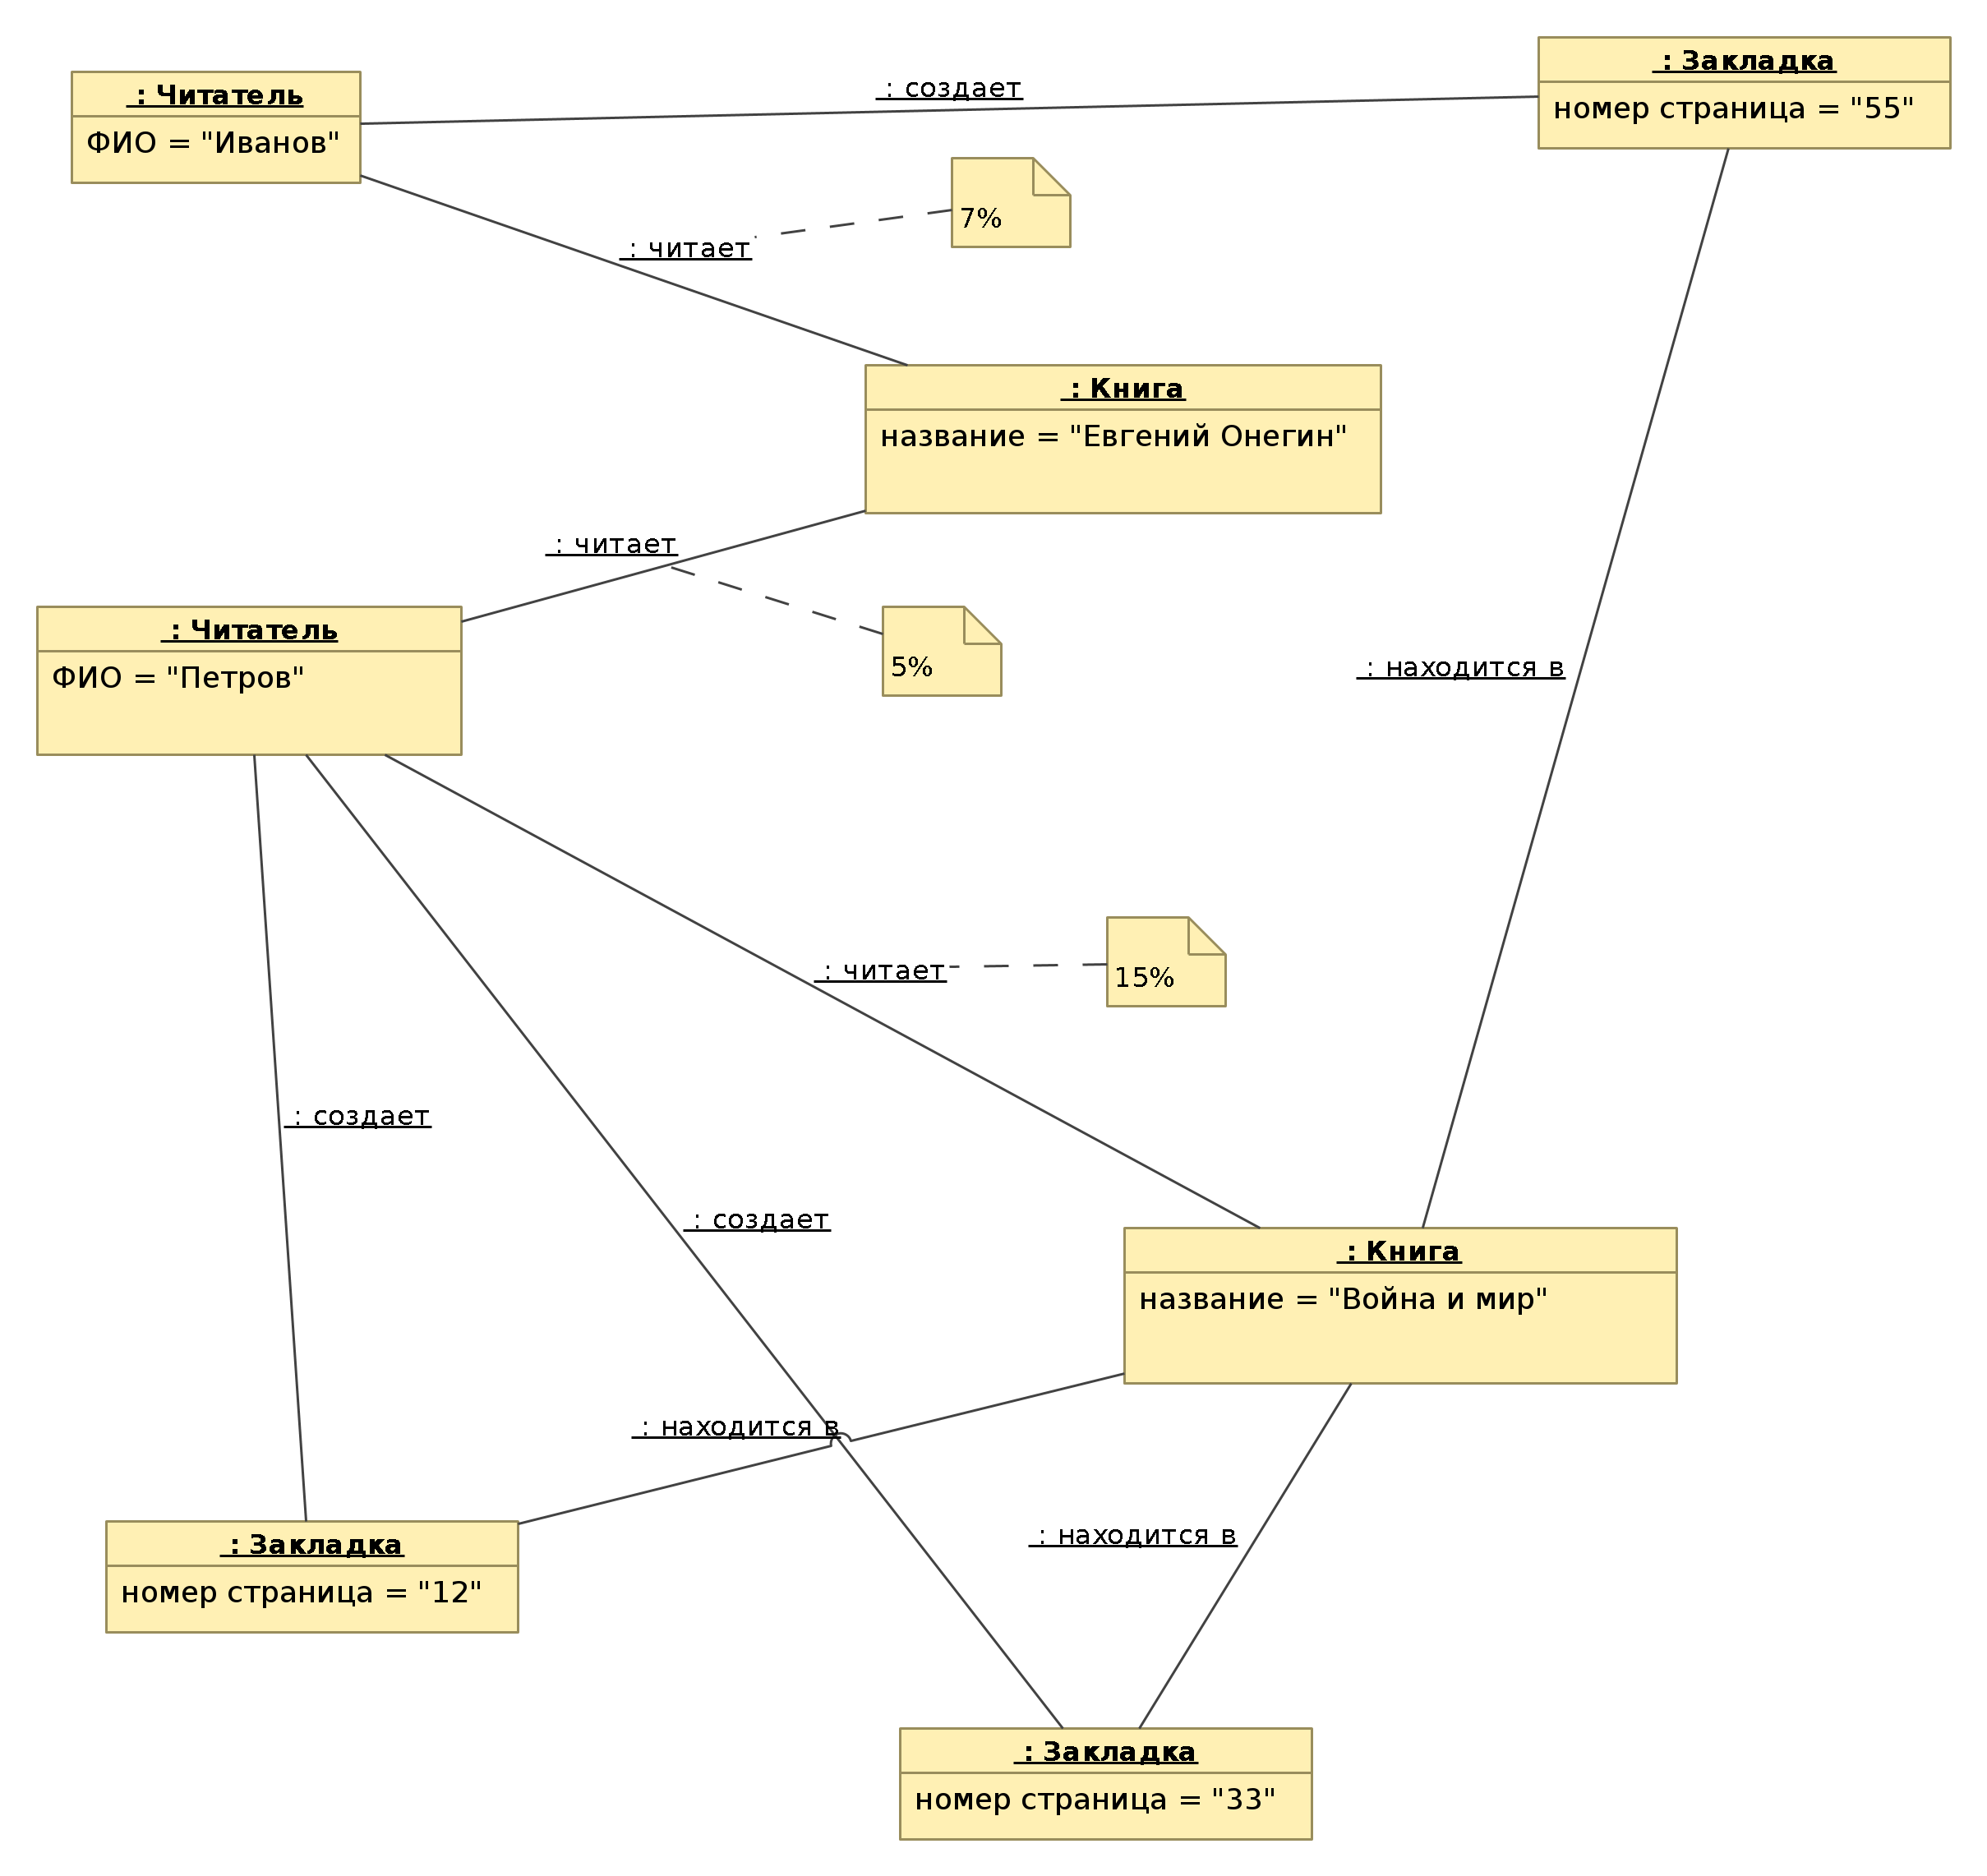 : Закладка
номер страница = "55"
: Читатель
ФИО = "Иванов"
: создает
7%
: читает
: Книга
название = "Евгений Онегин"
: читает
: Читатель
ФИО = "Петров"
5%
: находится в
15%
: читает
: создает
: создает
: Книга
название = "Война и мир"
: находится в
: находится в
: Закладка
номер страница = "12"
: Закладка
номер страница = "33"